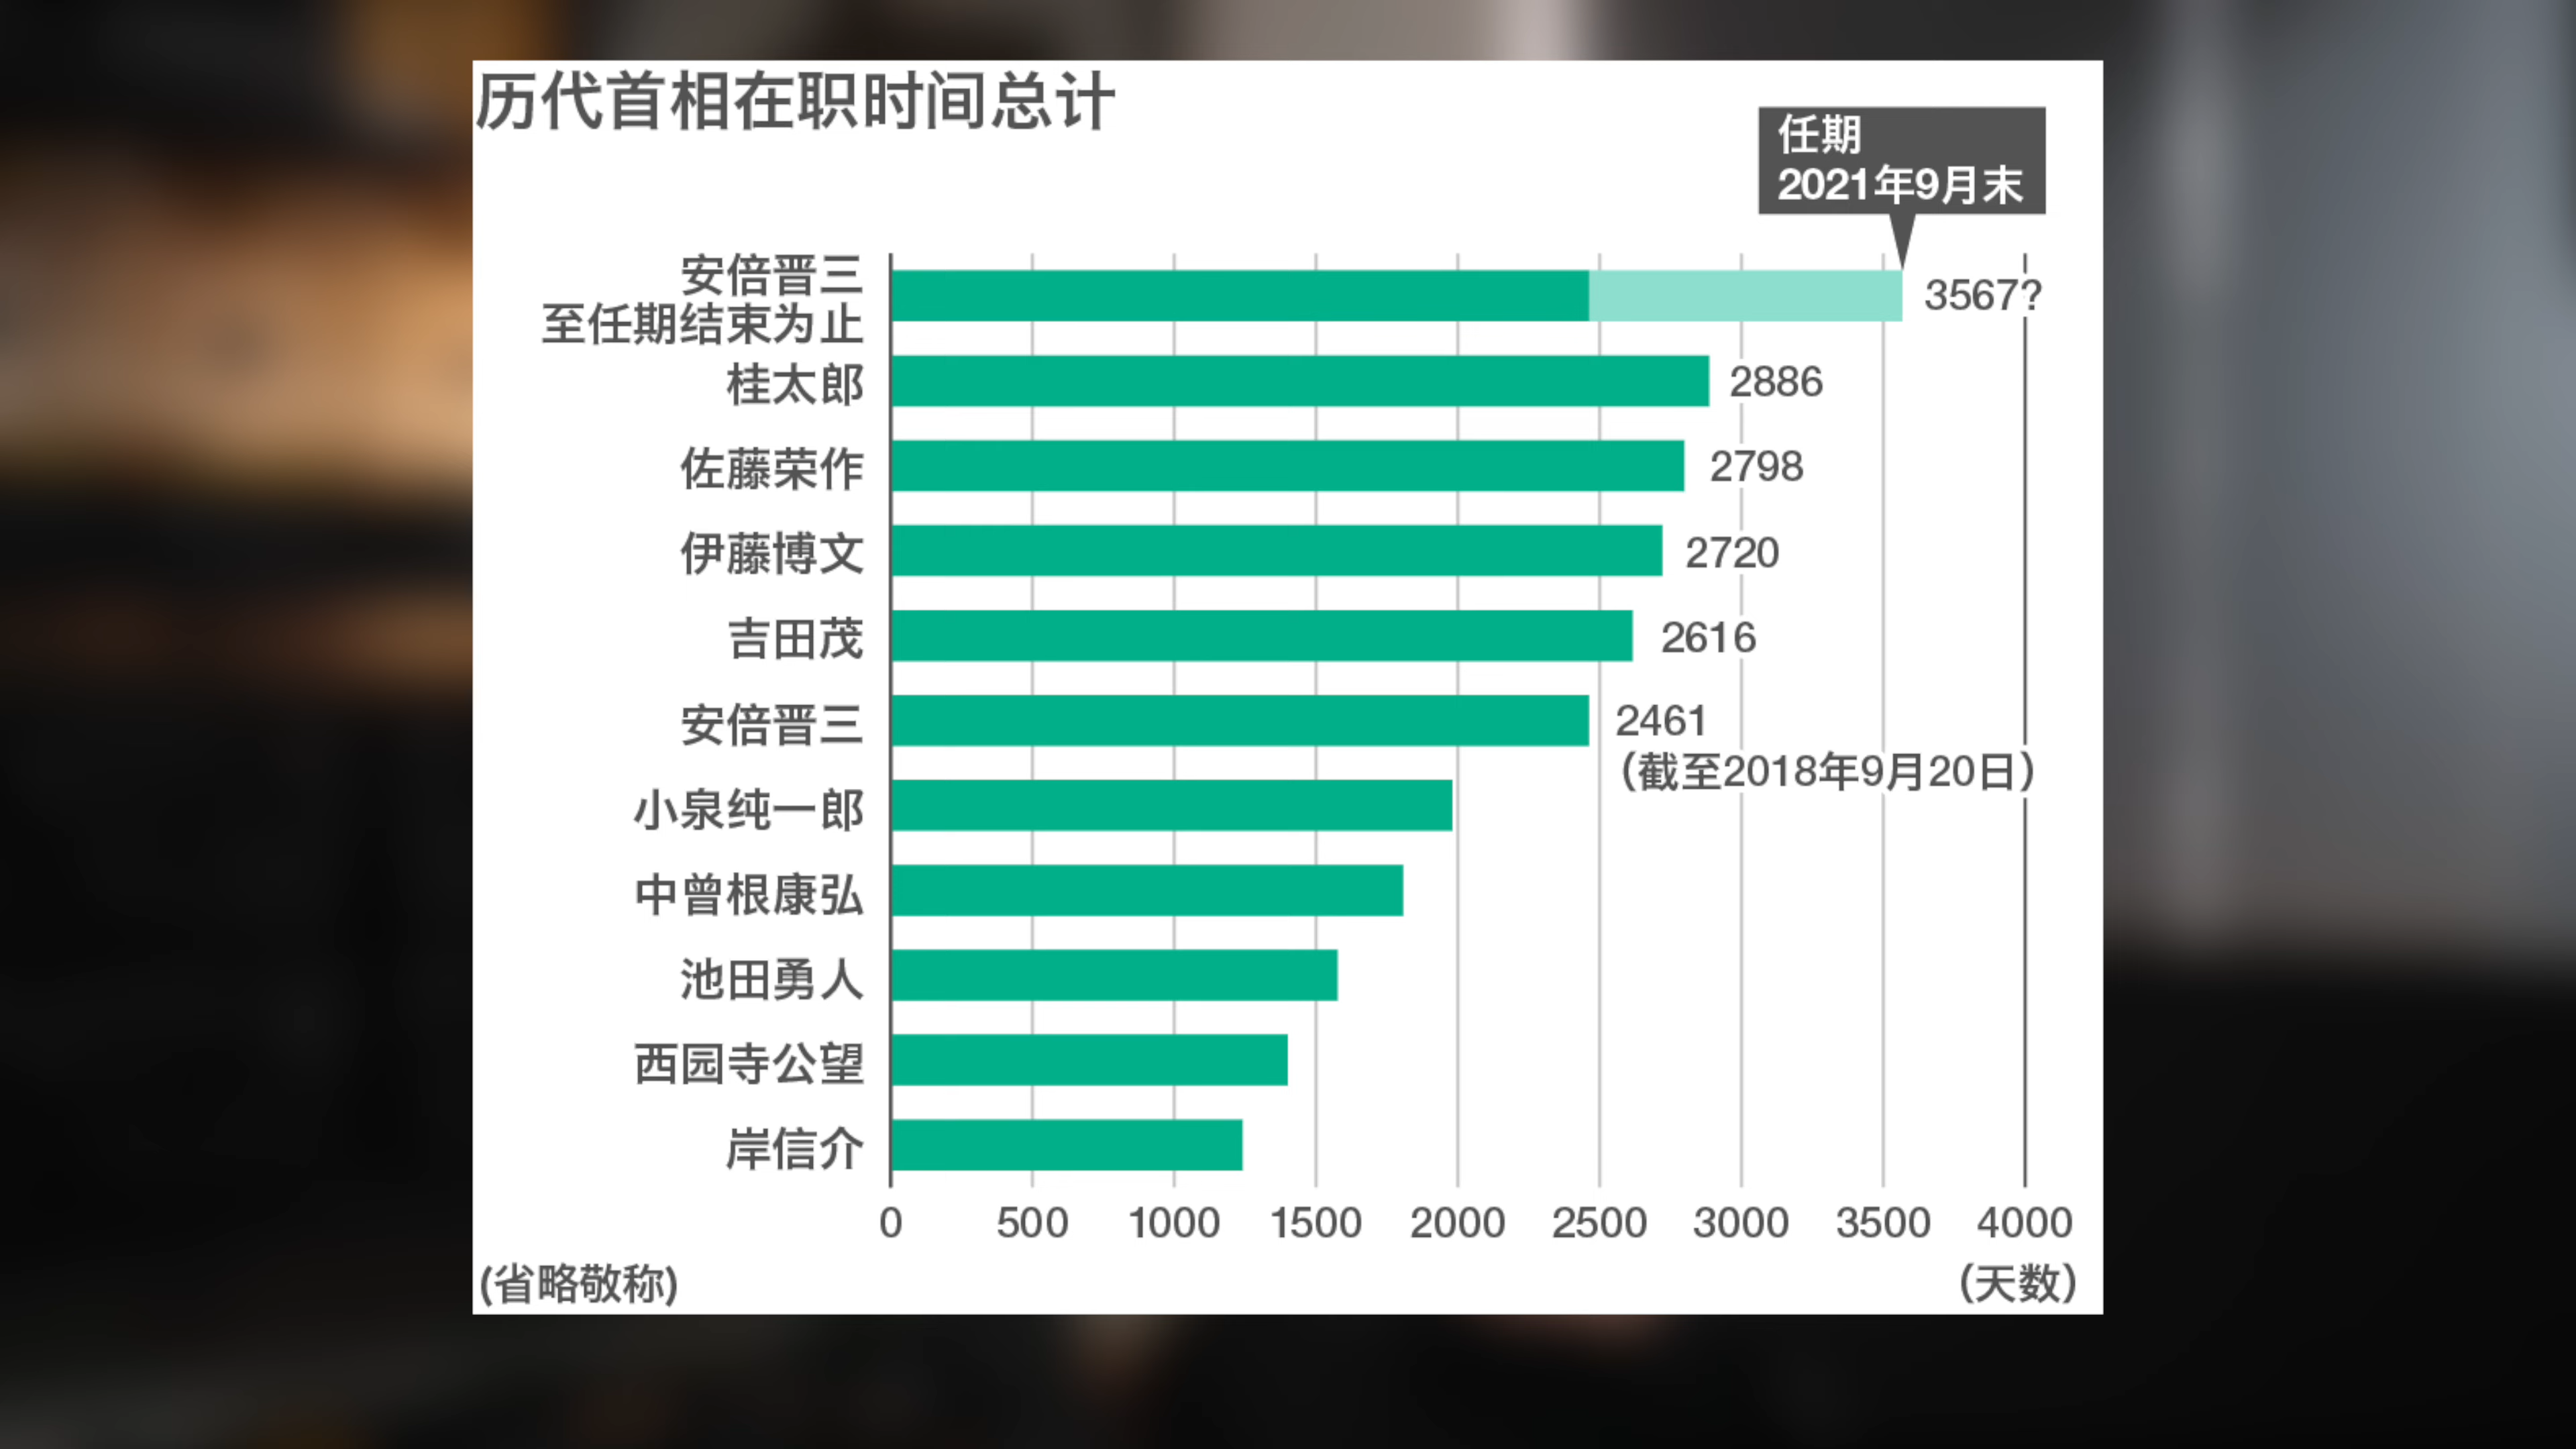 历代首相在职时间总计
任期
2021年9月末
安倍晋三
至任期结束为止
3567?
桂太郎
2886
佐藤荣作
2798
伊藤博文
2720
吉田茂
2616
安倍晋三
2461
(截至2018年9月20日)
小泉纯一郎
中曾根康弘
池田勇人
西园寺公望
岸信介
0 500 1000 1500 2000 2500 3000 3500 4000
(省略敬称)
(天数)